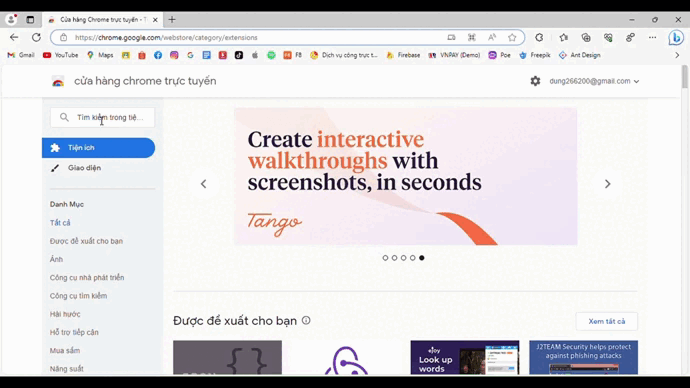 Cửa hàng Chrome trực tuyến - T
https://chrome.google.com/webstore/category/extensions
Gmail YouTube Maps F8 Dịch vụ công trực t... Firebase VNPAY (Demo) Poe Freepik Ant Design
cửa hàng chrome trực tuyến
dung266200@gmail.com
Tìm kiếm trong tiệ...
Tiện ích
Giao diện
Danh Mục
Tất cả
Được đề xuất cho bạn
Ảnh
Công cụ nhà phát triển
Công cụ tìm kiếm
Hài hước
Hỗ trợ tiếp cận
Mua sắm
Năng suất
Create interactive
walkthroughs with
screenshots, in seconds
Tango
Được đề xuất cho bạn
Xem tất cả
eJOY
Look up
words
J2TEAM Security helps protect
against phishing attacks